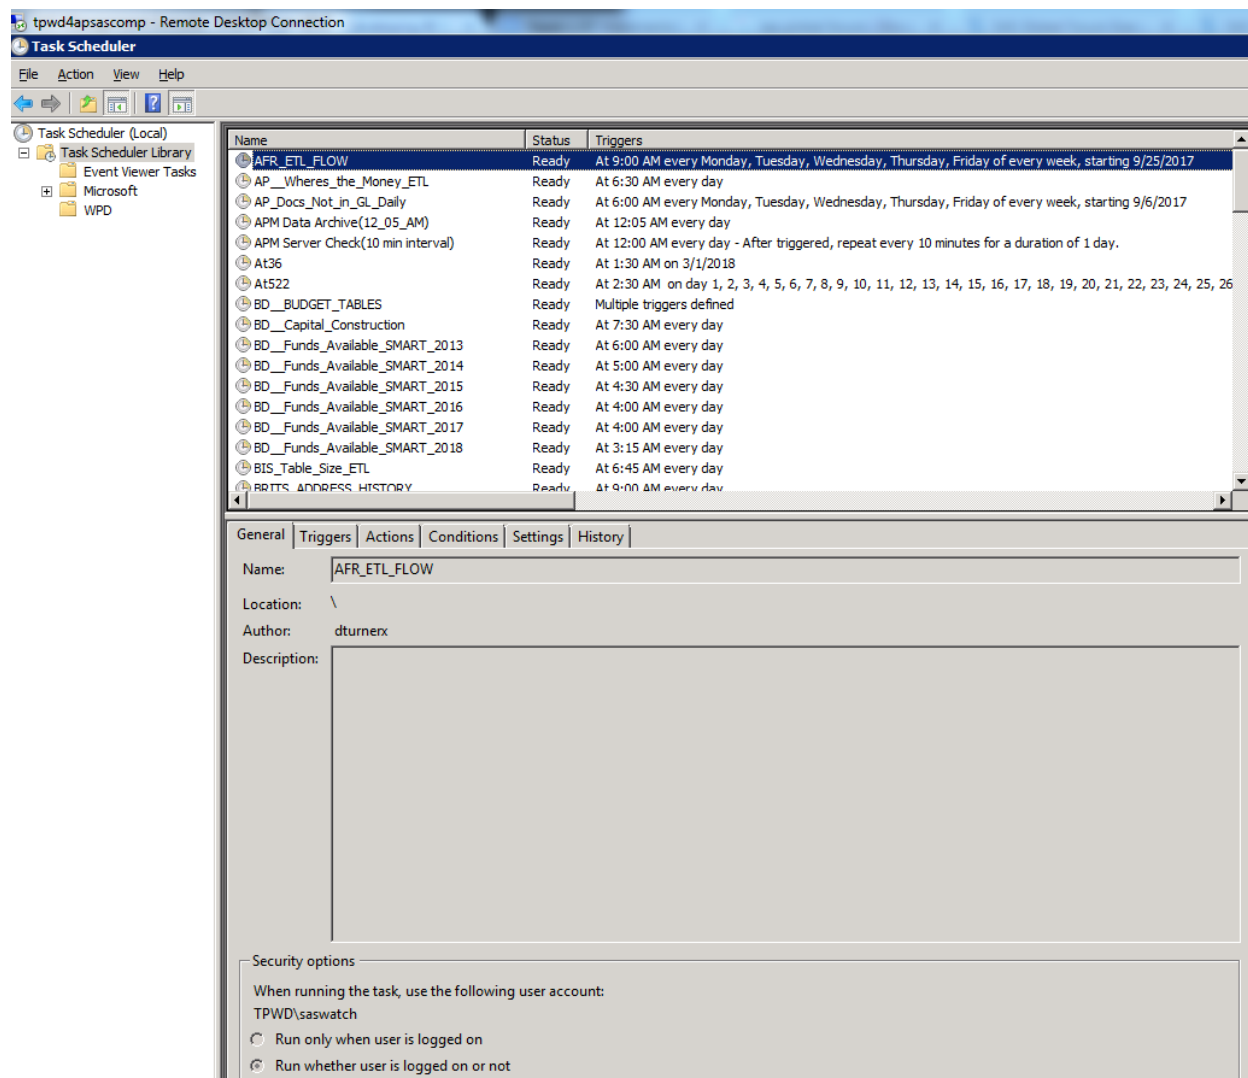 tpwd4apsascomp - Remote Desktop Connection
Task Scheduler
File Action View Help
Task Scheduler (Local)
Task Scheduler Library
Event Viewer Tasks
Microsoft
WPD
Name Status Triggers
AFR_ETL_FLOW Ready At 9:00 AM every Monday, Tuesday, Wednesday, Thursday, Friday of every week, starting 9/25/2017
AP__Wheres_the_Money_ETL Ready At 6:30 AM every day
AP_Docs_Not_in_GL_Daily Ready At 6:00 AM every Monday, Tuesday, Wednesday, Thursday, Friday of every week, starting 9/6/2017
APM Data Archive(12_05_AM) Ready At 12:05 AM every day
APM Server Check(10 min interval) Ready At 12:00 AM every day - After triggered, repeat every 10 minutes for a duration of 1 day.
At36 Ready At 1:30 AM on 3/1/2018
At522 Ready At 2:30 AM on day 1, 2, 3, 4, 5, 6, 7, 8, 9, 10, 11, 12, 13, 14, 15, 16, 17, 18, 19, 20, 21, 22, 23, 24, 25, 26
BD__BUDGET_TABLES Ready Multiple triggers defined
BD__Capital_Construction Ready At 7:30 AM every day
BD__Funds_Available_SMART_2013 Ready At 6:00 AM every day
BD__Funds_Available_SMART_2014 Ready At 5:00 AM every day
BD__Funds_Available_SMART_2015 Ready At 4:30 AM every day
BD__Funds_Available_SMART_2016 Ready At 4:00 AM every day
BD__Funds_Available_SMART_2017 Ready At 4:00 AM every day
BD__Funds_Available_SMART_2018 Ready At 3:15 AM every day
BIS_Table_Size_ETL Ready At 6:45 AM every day
BRITS_ADDRESS_HISTORY Ready At 9:00 AM every day
General Triggers Actions Conditions Settings History
Name: AFR_ETL_FLOW
Location: \
Author: dturnerx
Description:
Security options
When running the task, use the following user account:
TPWD\saswatch
Run only when user is logged on
Run whether user is logged on or not